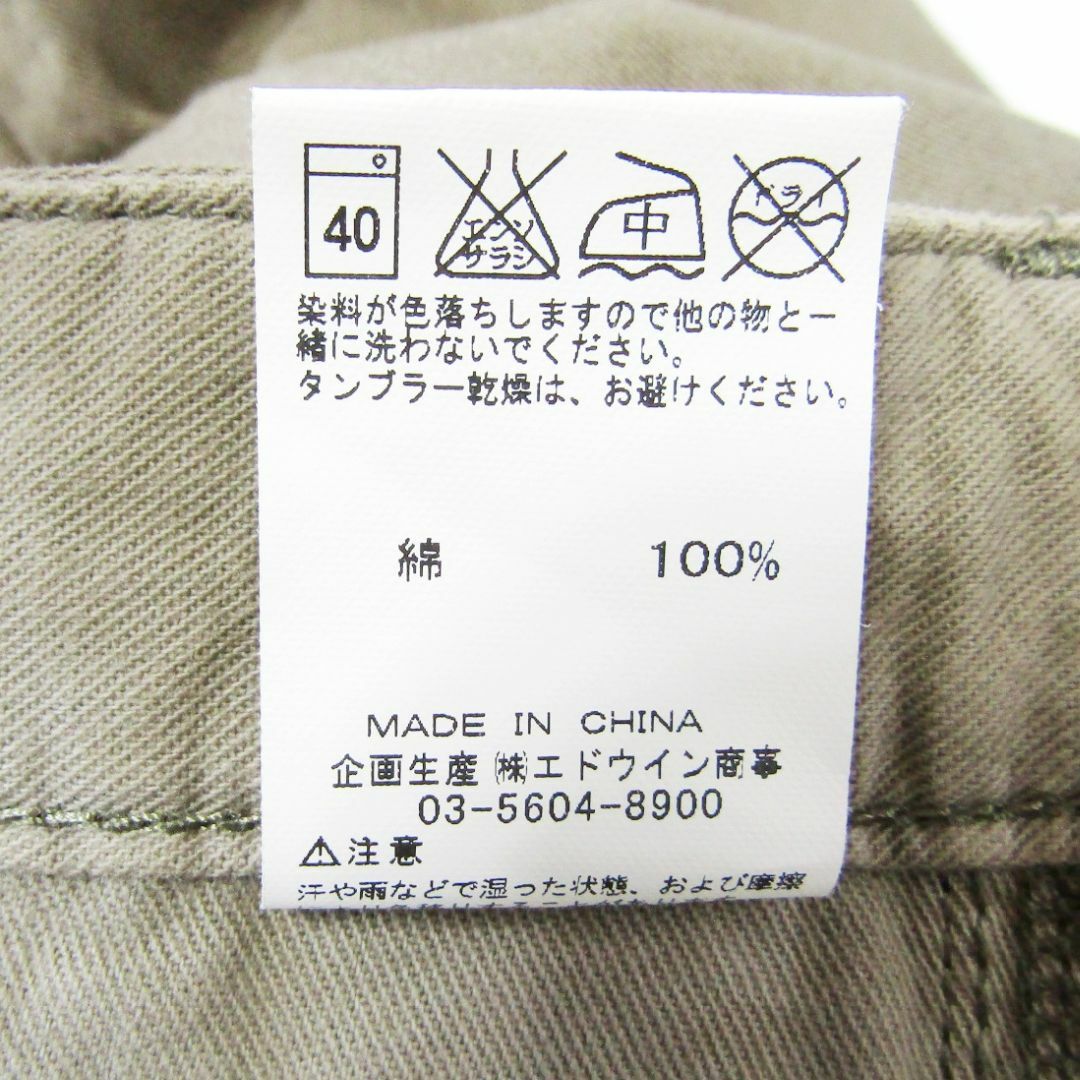 40
エンソ
サラシ
中
ドライ
染料が色落ちしますので他の物と一
緒に洗わないでください。
タンブラー乾燥は、お避けください。
綿 100%
MADE IN CHINA
企画生産 ㈱エドウイン商事
03-5604-8900
⚠注意
汗や雨などで湿った状態、および摩擦